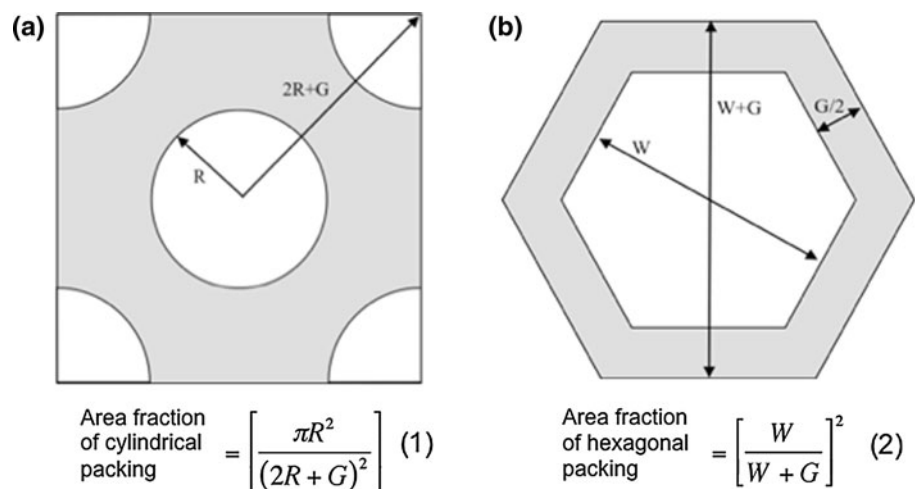 (a)
2R+G
R
Area fraction
of cylindrical
packing
= [πR² / (2R + G)²] (1)
(b)
W+G
G/2
W
Area fraction
of hexagonal
packing
= [W / (W + G)]² (2)